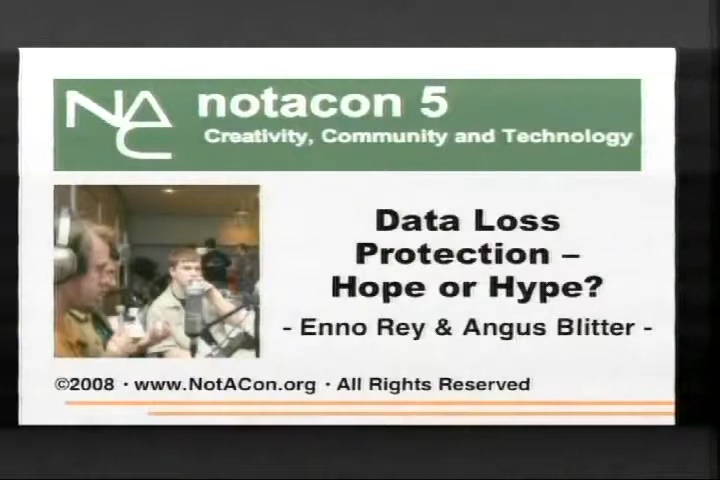 NAC
notacon 5
Creativity, Community and Technology
Data Loss
Protection –
Hope or Hype?
- Enno Rey & Angus Blitter -
©2008 · www.NotACon.org · All Rights Reserved